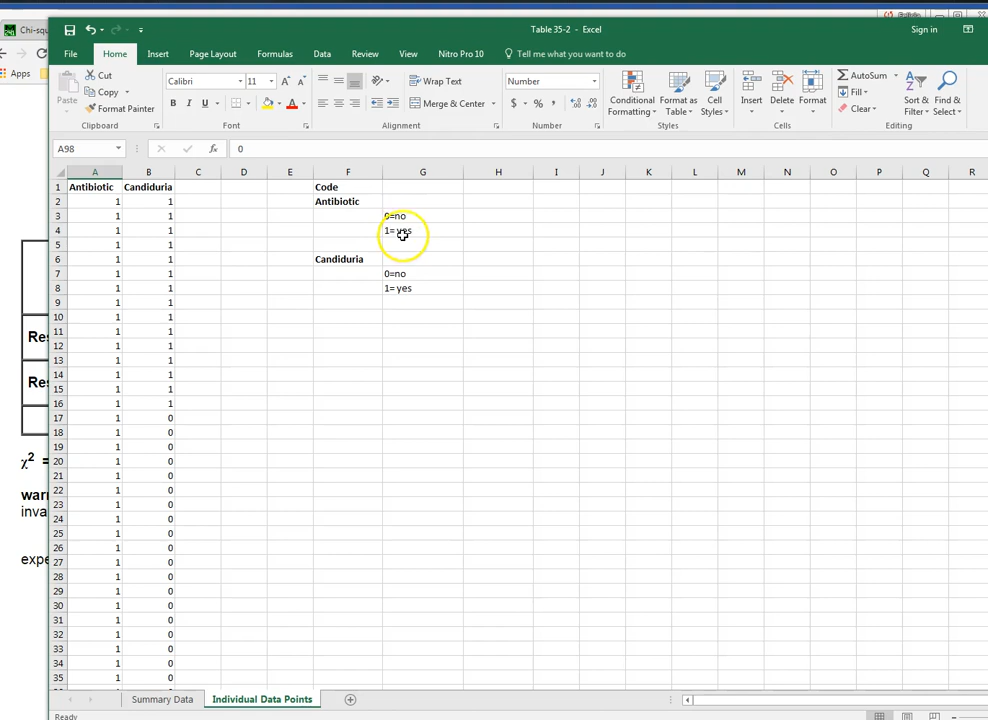 Chi-squ
Table 35-2 - Excel
Sign in
File Home Insert Page Layout Formulas Data Review View Nitro Pro 10 Tell me what you want to do
Apps
Paste
Cut
Copy
Format Painter
Calibri 11
B I U
Wrap Text
Merge & Center
Number
$ % ,
Conditional Formatting
Format as Table
Cell Styles
Insert Delete Format
AutoSum
Fill
Clear
Sort & Filter
Find & Select
Clipboard Font Alignment Number Styles Cells Editing
A98 fx 0
A B C D E F G H I J K L M N O P Q R
1 Antibiotic Candiduria Code
2 1 1 Antibiotic
3 1 1 0=no
4 1 1 1= yes
5 1 1
6 1 1 Candiduria
7 1 1 0=no
8 1 1 1= yes
9 1 1
10 1 1
11 1 1
12 1 1
13 1 1
14 1 1
15 1 1
16 1 1
17 1 0
18 1 0
19 1 0
20 1 0
21 1 0
22 1 0
23 1 0
24 1 0
25 1 0
26 1 0
27 1 0
28 1 0
29 1 0
30 1 0
31 1 0
32 1 0
33 1 0
34 1 0
35 1 0
Res
Res
χ² =
warr
inva
expe
Summary Data Individual Data Points
Ready